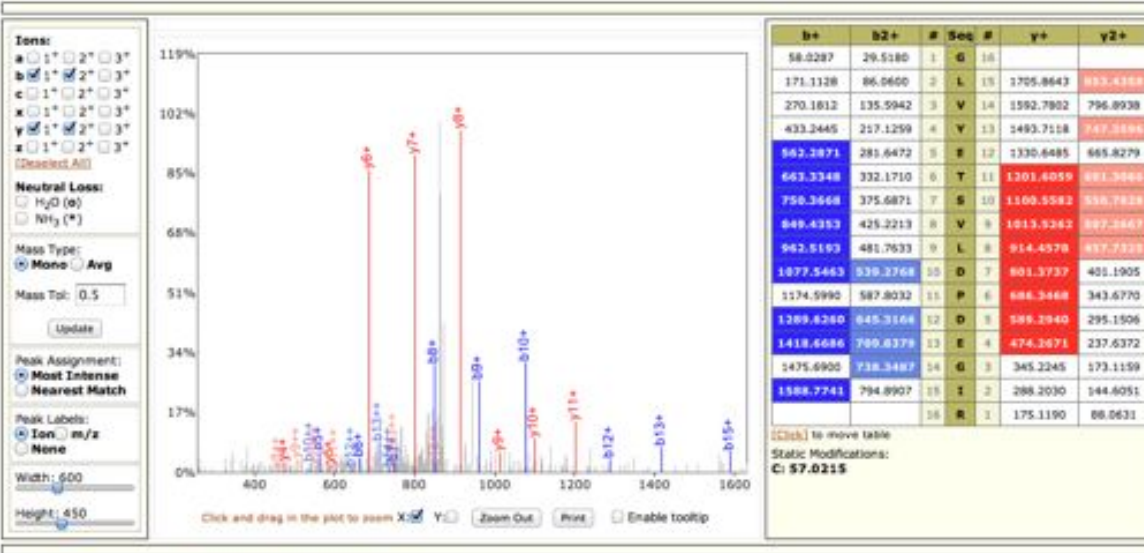 Ions:
a 1+ 2+ 3+
b 1+ 2+ 3+
c 1+ 2+ 3+
x 1+ 2+ 3+
y 1+ 2+ 3+
z 1+ 2+ 3+
[Deselect All]
Neutral Loss:
H2O (o)
NH3 (*)
Mass Type:
Mono Avg
Mass Tol: 0.5
Update
Peak Assignment:
Most Intense
Nearest Match
Peak Labels:
Ion m/z
None
Width: 600
Height: 450
119%
102%
85%
68%
51%
34%
17%
0%
400 600 800 1000 1200 1400 1600
y4+
b5+
b6+
y6+
b13++
y7+
b8+
y8+
b9+
y9+
b10+
y10+
y11+
b12+
b13+
b15+
Click and drag in the plot to zoom X: Y: Zoom Out Print Enable tooltip
b+ b2+ # Seq # y+ y2+
58.0287 29.5180 1 G 16
171.1128 86.0600 2 L 15 1705.8643
270.1812 135.5942 3 V 14 1592.7802 796.8938
433.2445 217.1259 4 Y 13 1493.7118
562.2871 281.6472 5 E 12 1330.6485 665.8279
663.3348 332.1710 6 T 11 1201.6059
750.3668 375.6871 7 S 10 1100.5582
849.4353 425.2213 8 V 9 1013.5262
962.5193 481.7633 9 L 8 914.4578
1077.5463 539.2768 10 D 7 801.3737 401.1905
1174.5990 587.8032 11 P 6 686.3468 343.6770
1289.6260 645.3166 12 D 5 589.2940 295.1506
1418.6686 709.8379 13 E 4 474.2671 237.6372
1475.6900 738.3487 14 G 3 345.2245 173.1159
1588.7741 794.8907 15 I 2 288.2030 144.6051
16 R 1 175.1190 88.0631
[Click] to move table
Static Modifications:
C: 57.0215